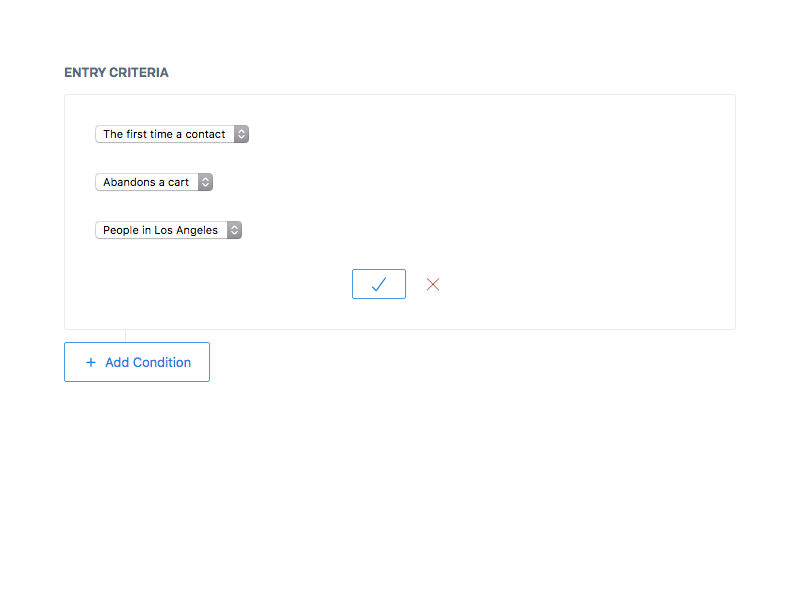 ENTRY CRITERIA
The first time a contact
Abandons a cart
People in Los Angeles
+ Add Condition